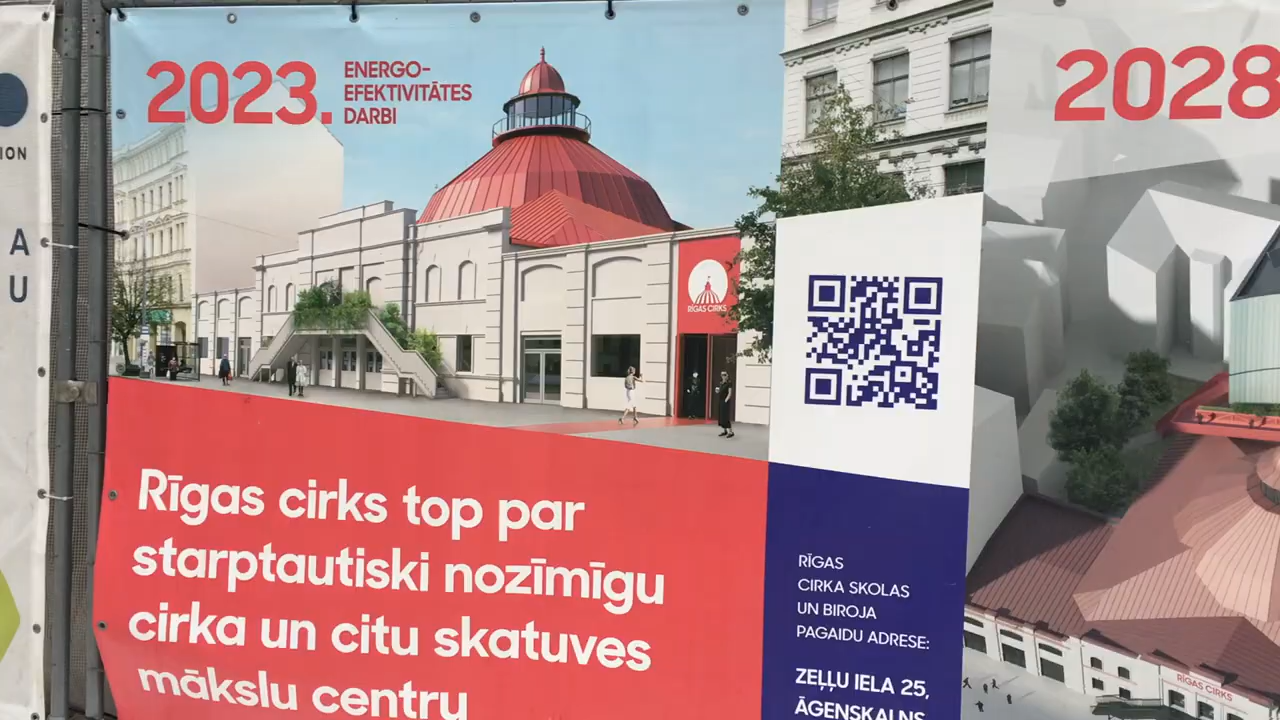 ION
A
U
2023.
ENERGO-
EFEKTIVITĀTES
DARBI
RĪGAS CIRKS
Rīgas cirks top par
starptautiski nozīmīgu
cirka un citu skatuves
mākslu centru
RĪGAS
CIRKA SKOLAS
UN BIROJA
PAGAIDU ADRESE:
ZEĻĻU IELA 25,
ĀGENSKALNS
2028
RĪGAS CIRKS